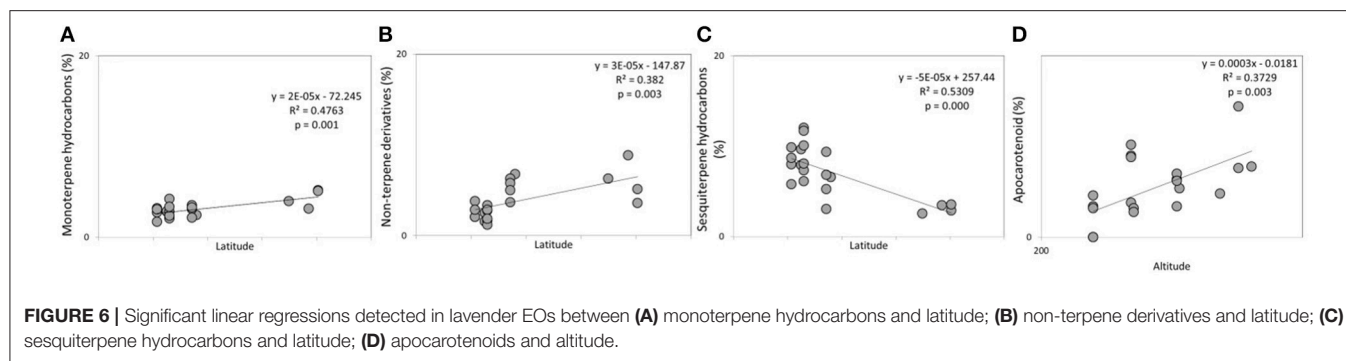 A
20
Monoterpene hydrocarbons (%)
y = 2E-05x - 72.245
R² = 0.4763
p = 0.001
0
Latitude
B
20
Non-terpene derivatives (%)
y = 3E-05x - 147.87
R² = 0.382
p = 0.003
0
Latitude
C
20
Sesquiterpene hydrocarbons
(%)
y = -5E-05x + 257.44
R² = 0.5309
p = 0.000
0
Latitude
D
Apocarotenoid (%)
y = 0.0003x - 0.0181
R² = 0.3729
p = 0.003
0
200
Altitude
FIGURE 6 | Significant linear regressions detected in lavender EOs between (A) monoterpene hydrocarbons and latitude; (B) non-terpene derivatives and latitude; (C)
sesquiterpene hydrocarbons and latitude; (D) apocarotenoids and altitude.